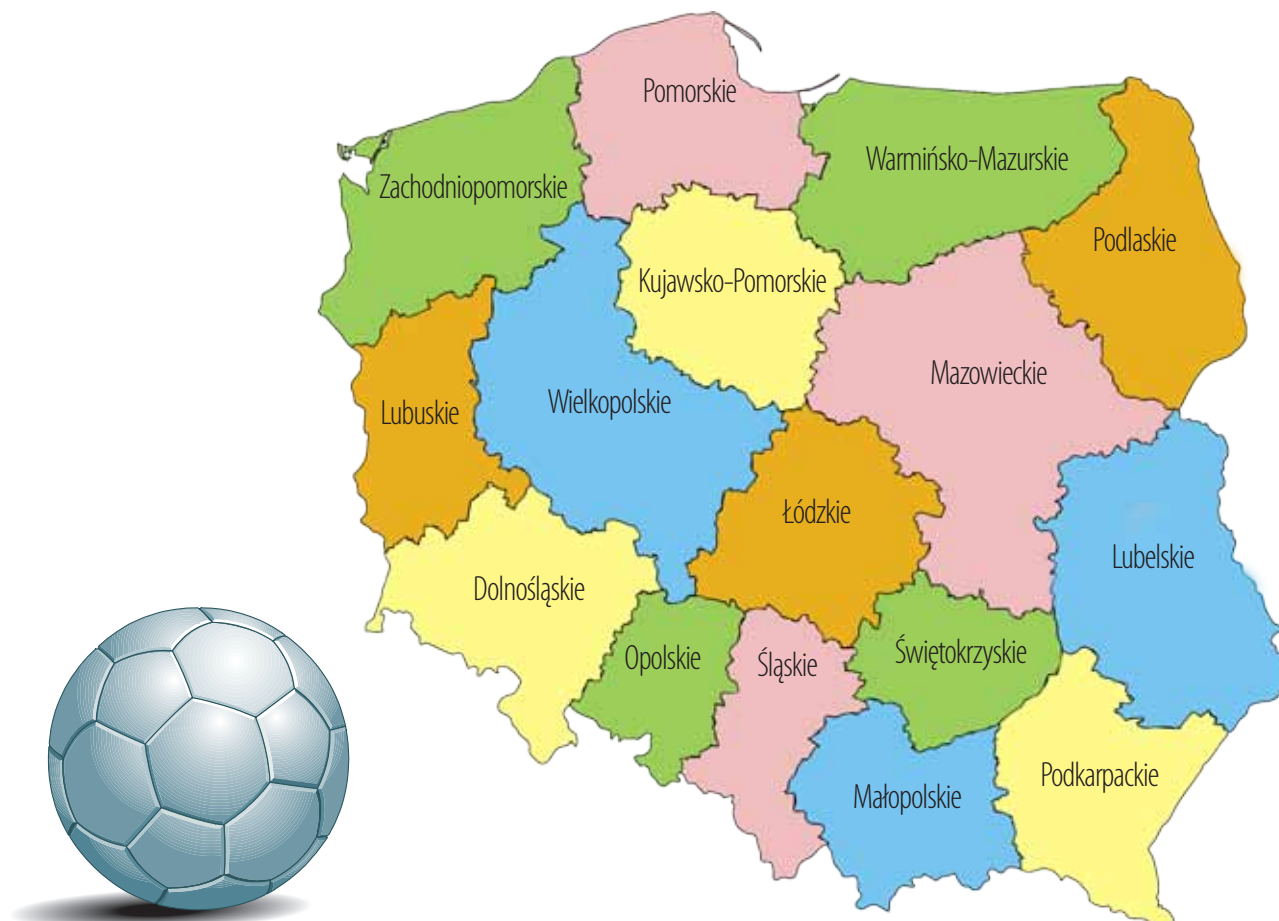 Pomorskie
Warmińsko-Mazurskie
Zachodniopomorskie
Podlaskie
Kujawsko-Pomorskie
Mazowieckie
Lubuskie
Wielkopolskie
Łódzkie
Lubelskie
Dolnośląskie
Opolskie
Śląskie
Świętokrzyskie
Podkarpackie
Małopolskie